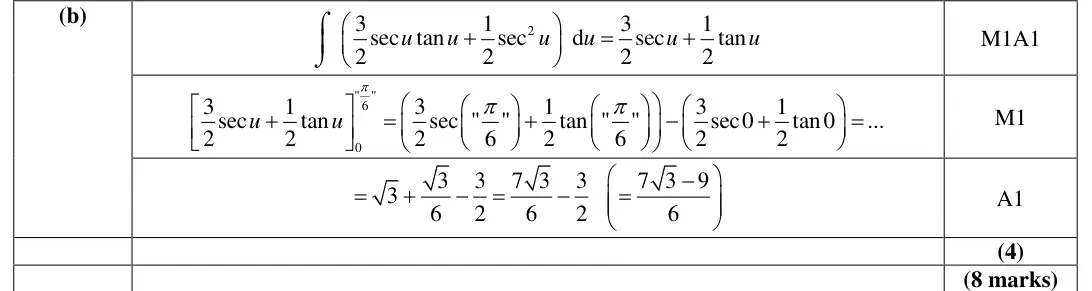 (b) ∫ (3/2 sec u tan u + 1/2 sec² u) du = 3/2 sec u + 1/2 tan u M1A1
[3/2 sec u + 1/2 tan u]₀^("π/6") = (3/2 sec("π/6") + 1/2 tan("π/6")) − (3/2 sec 0 + 1/2 tan 0) = ... M1
= √3 + √3/6 − 3/2 = 7√3/6 − 3/2 (= (7√3 − 9)/6) A1
(4)
(8 marks)